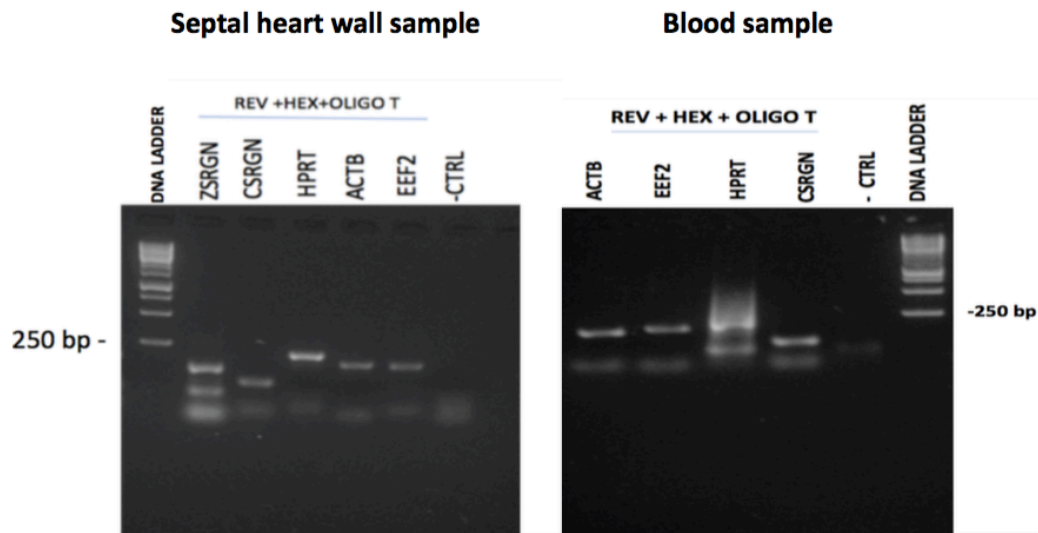 Septal heart wall sample
Blood sample
REV +HEX+OLIGO T
DNA LADDER
ZSRGN
CSRGN
HPRT
ACTB
EEF2
-CTRL
250 bp -
REV + HEX + OLIGO T
ACTB
EEF2
HPRT
CSRGN
- CTRL
DNA LADDER
-250 bp